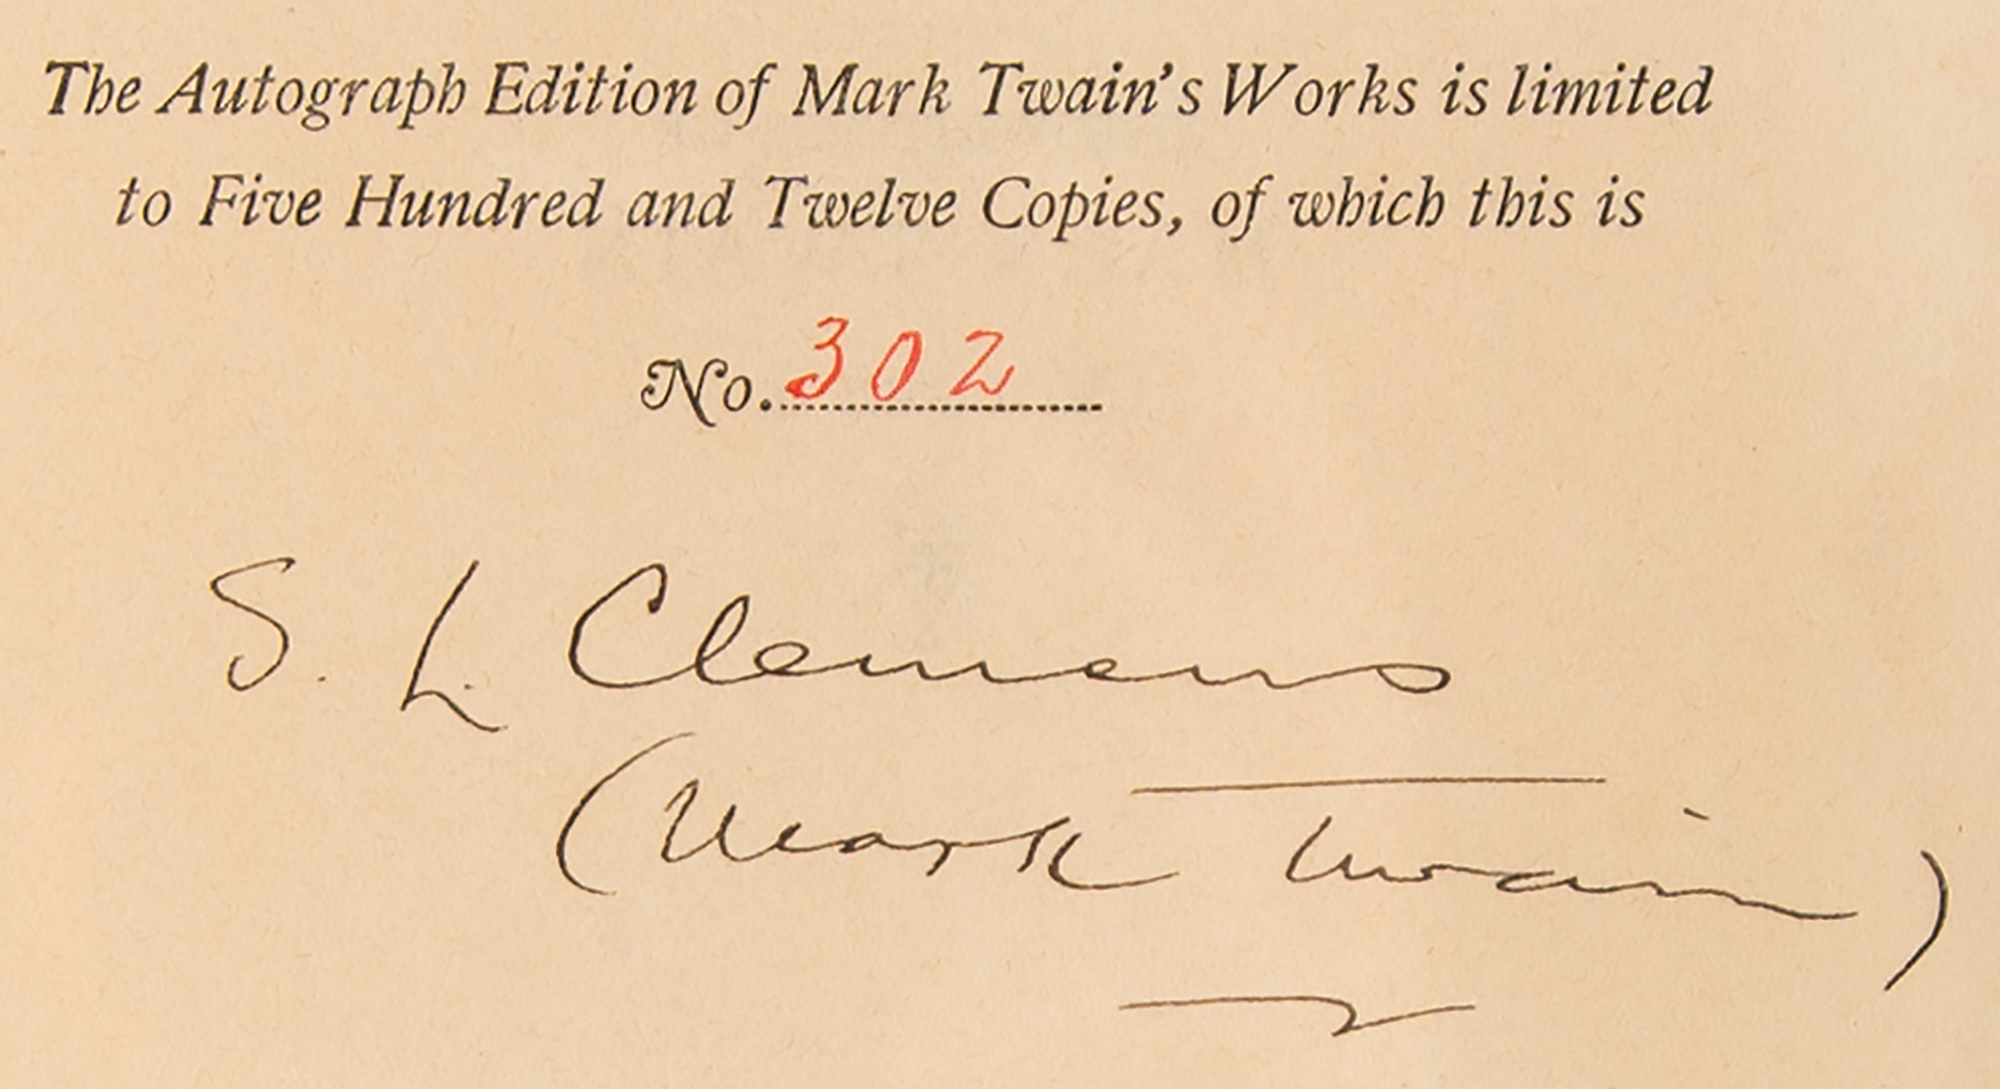 The Autograph Edition of Mark Twain's Works is limited
to Five Hundred and Twelve Copies, of which this is
No. 302
S. L. Clemens
(Mark Twain)